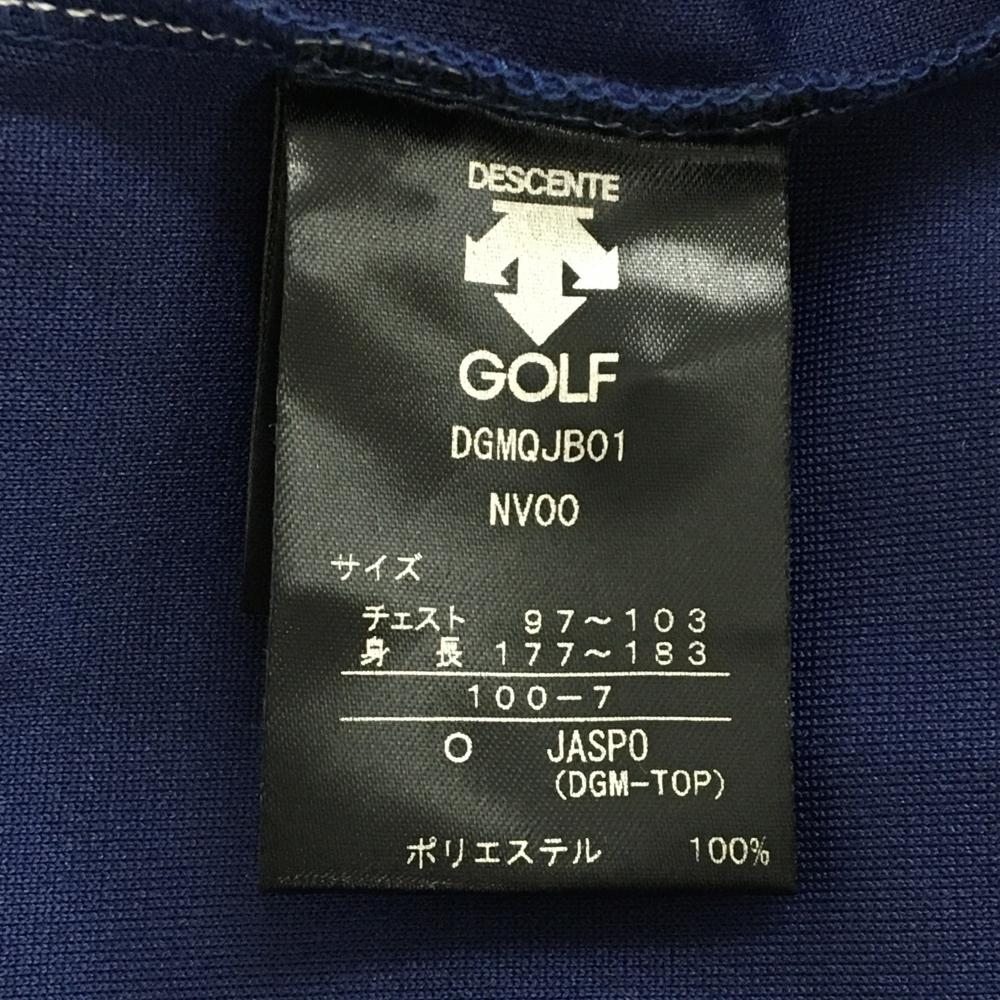 DESCENTE
GOLF
DGMQJB01
NV00
サイズ
チェスト 97～103
身長 177～183
100-7
O JASPO
(DGM-TOP)
ポリエステル 100%